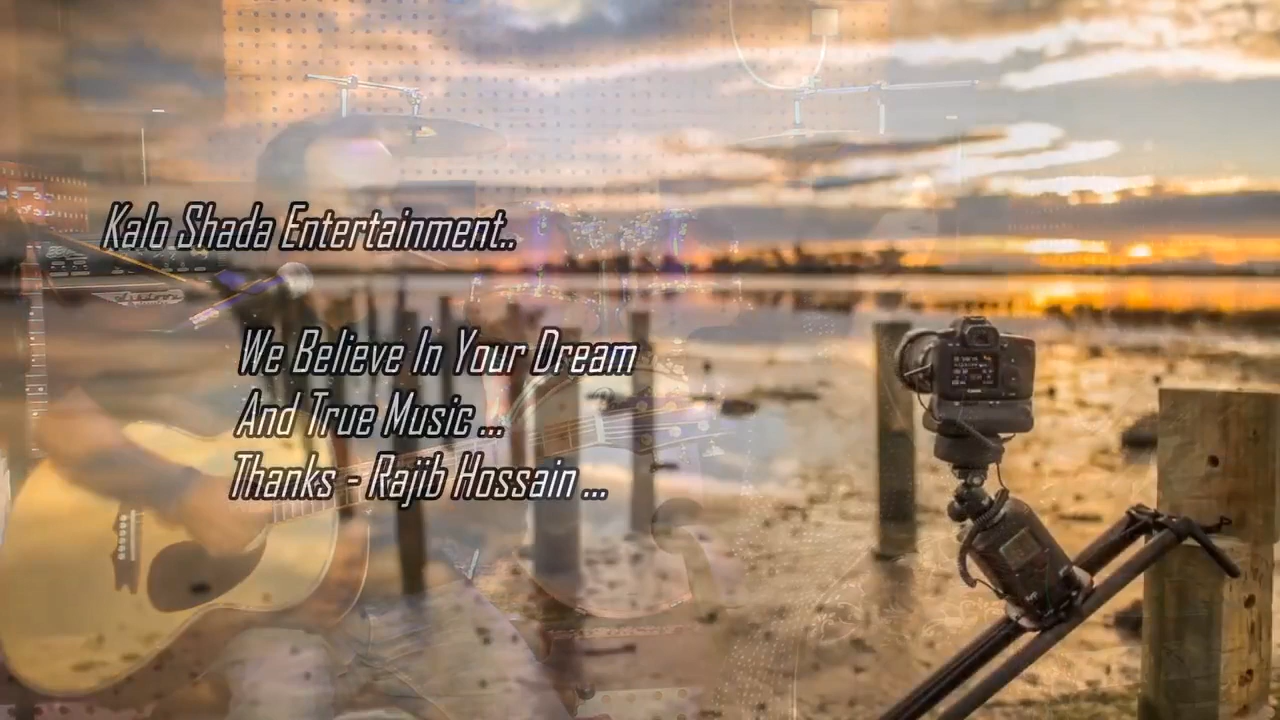 Kalo Shada Entertainment..
We Believe In Your Dream
And True Music ...
Thanks - Rajib Hossain ...